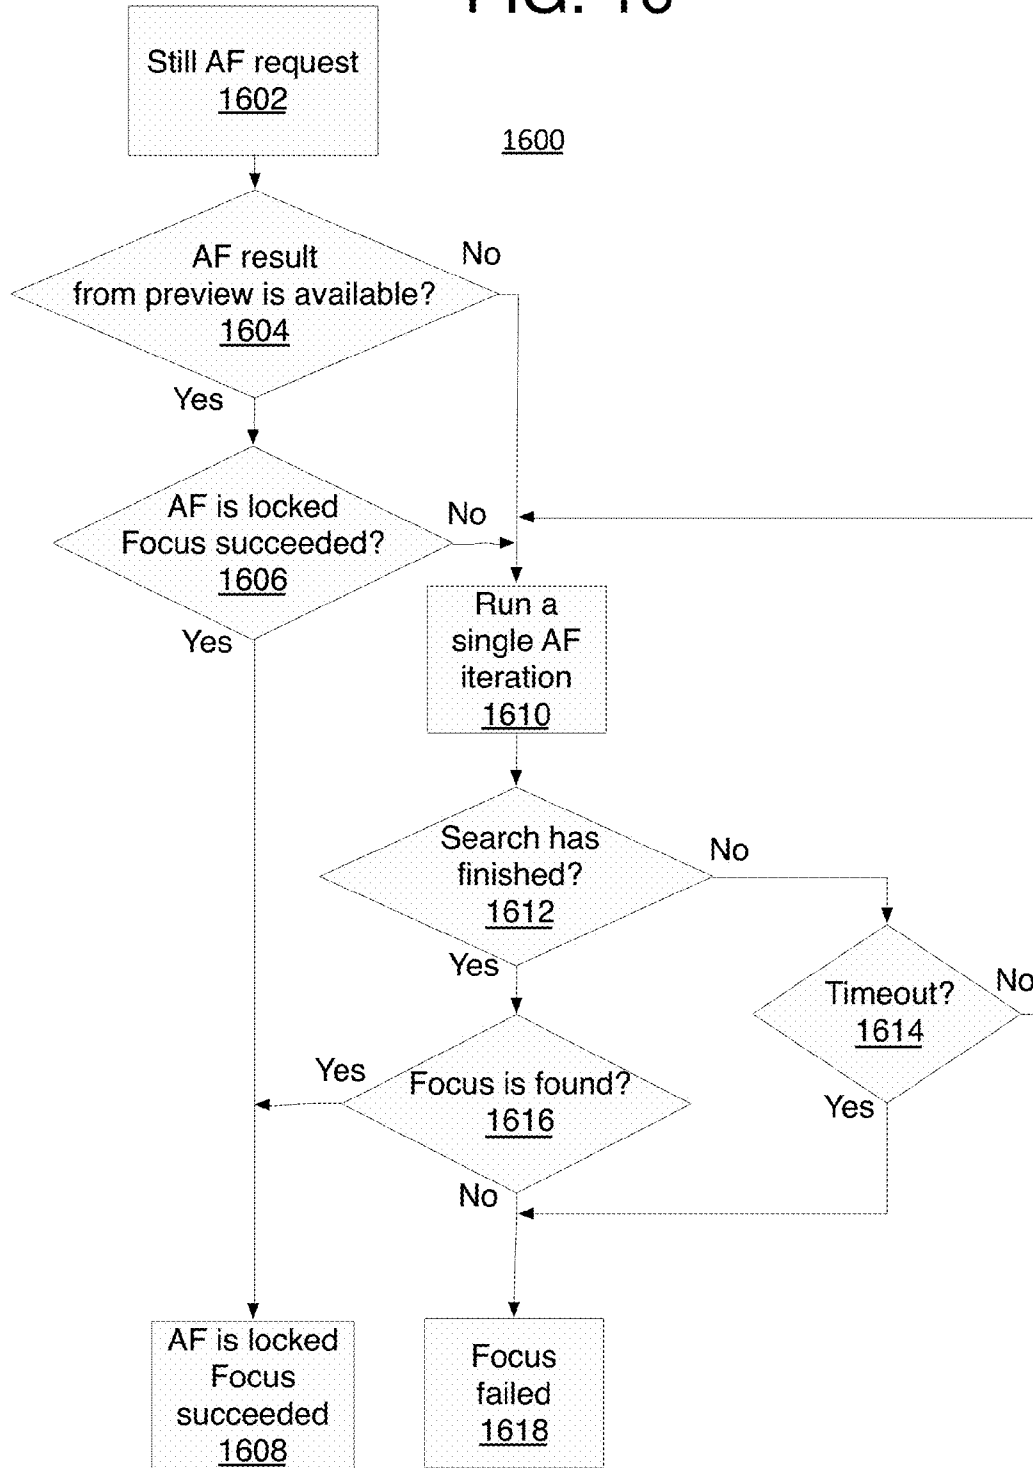 Still AF request
1602
1600
AF result
from preview is available?
1604
No
Yes
AF is locked
Focus succeeded?
1606
No
Yes
Run a
single AF
iteration
1610
Search has
finished?
1612
No
Yes
Timeout?
1614
No
Yes
Focus is found?
1616
Yes
No
AF is locked
Focus
succeeded
1608
Focus
failed
1618